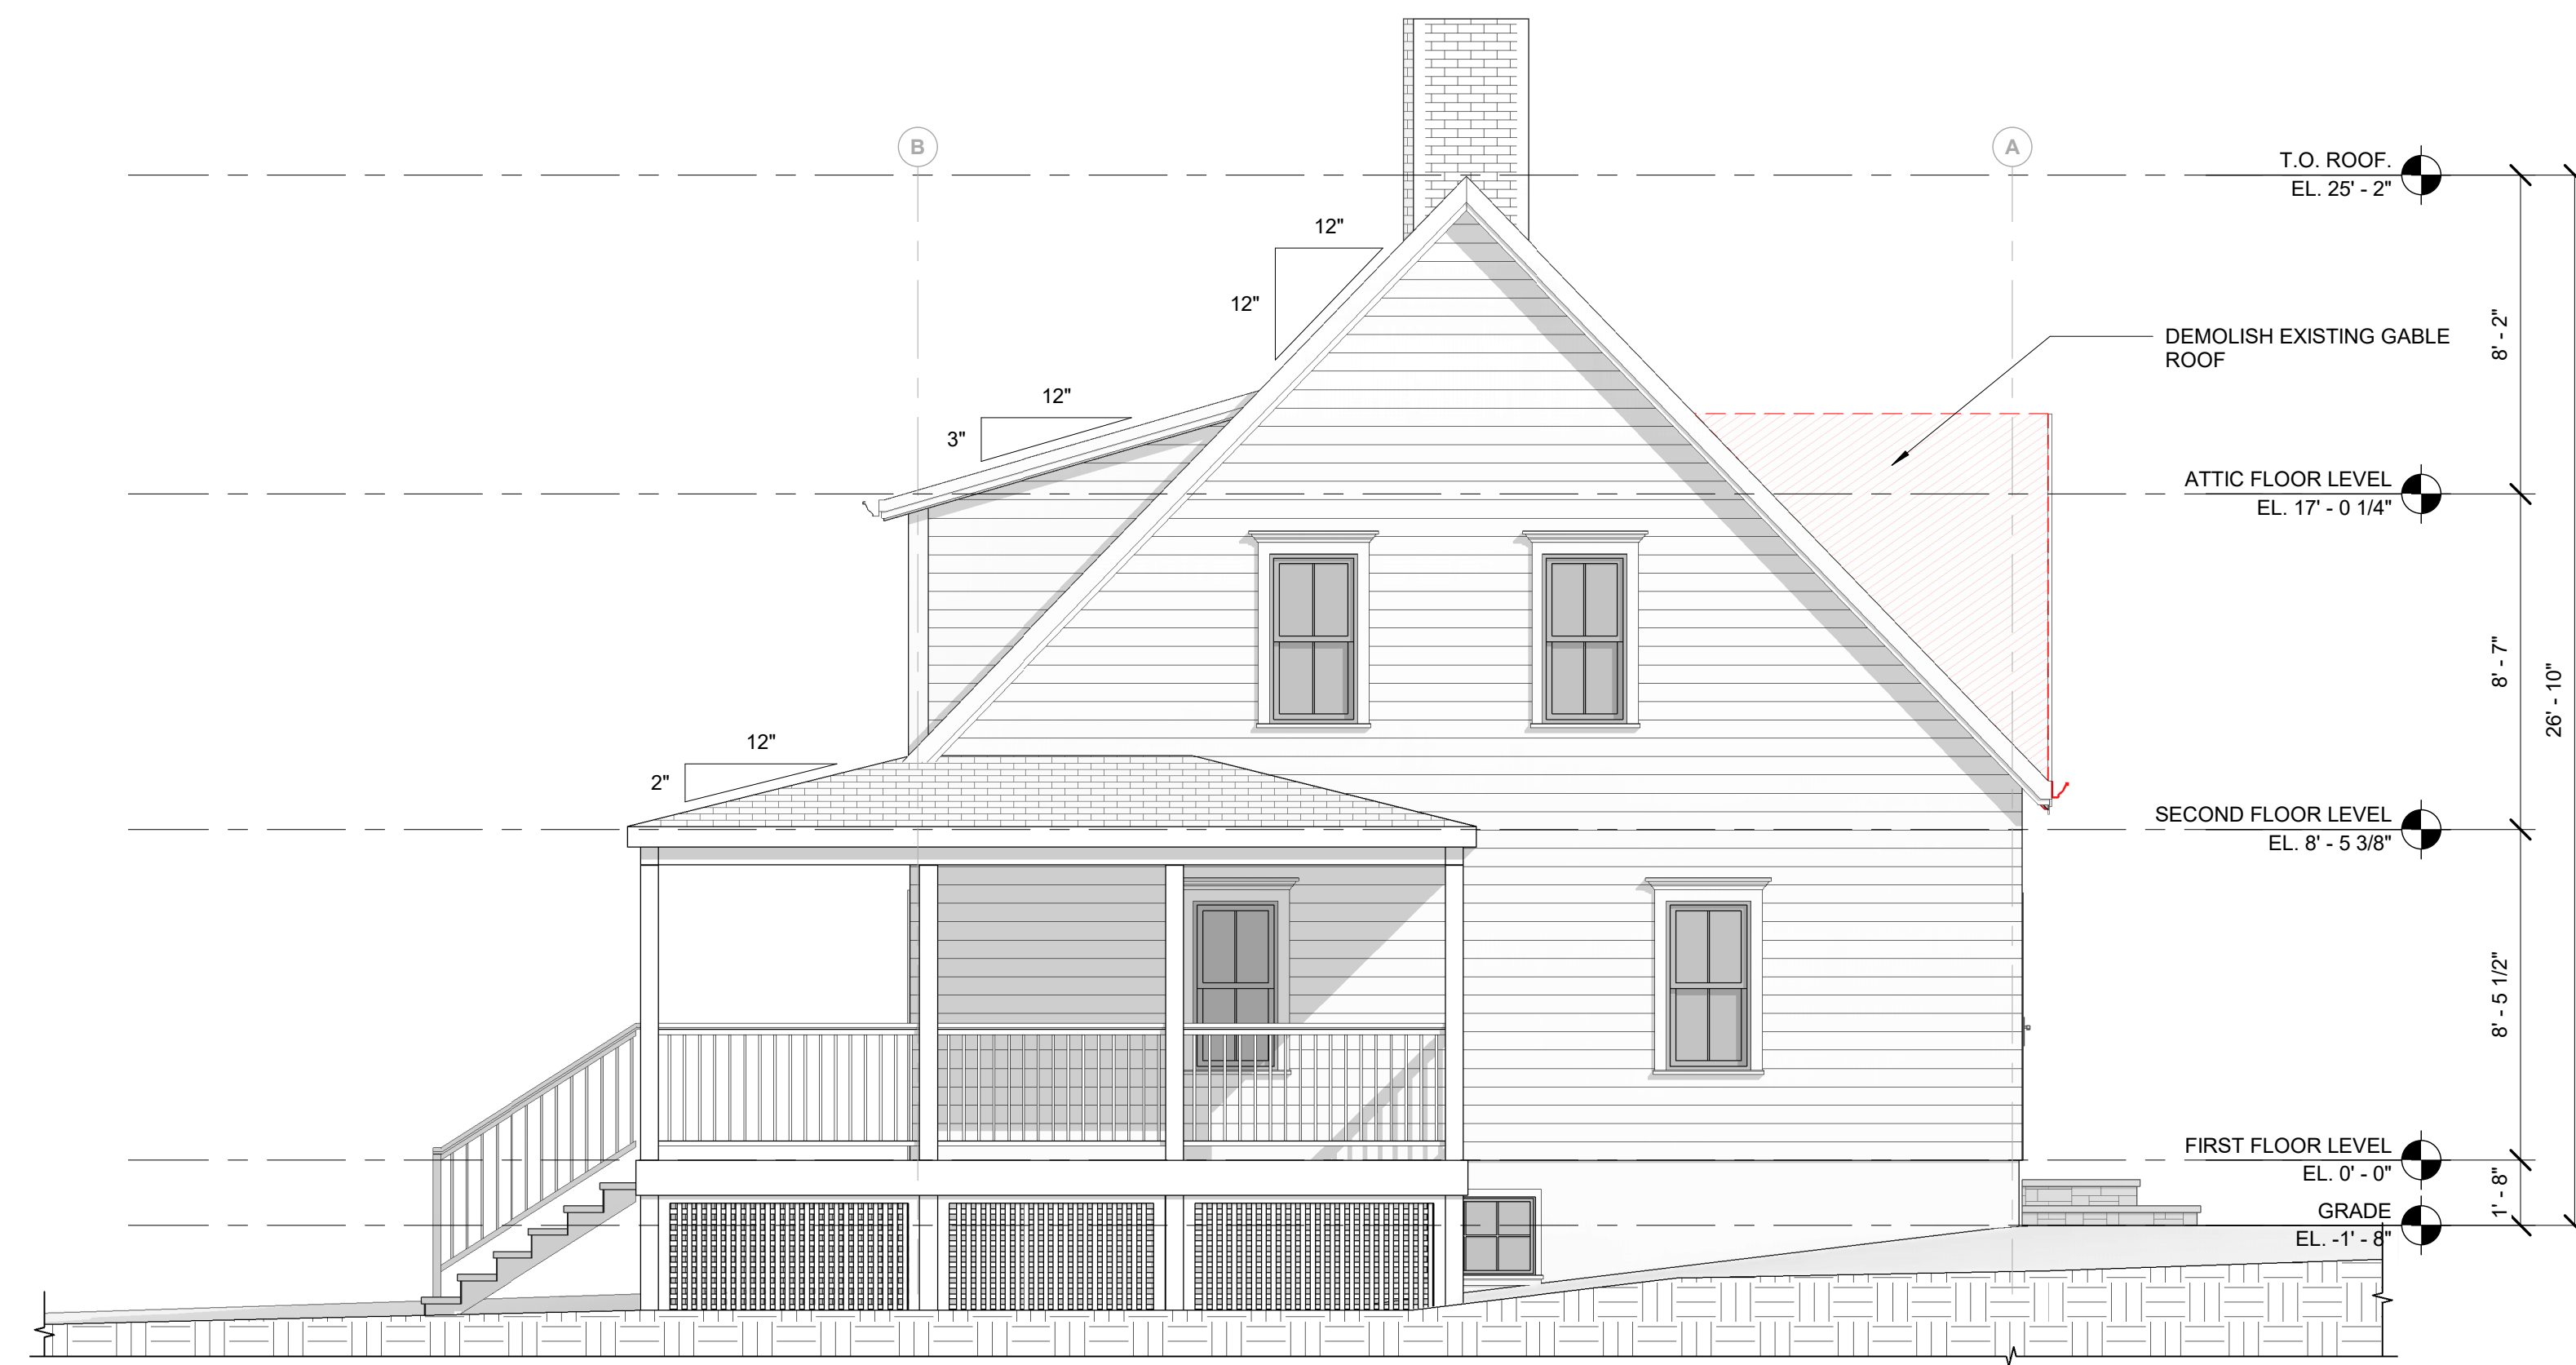 B
A
T.O. ROOF.
EL. 25' - 2"
12"
12"
8' - 2"
DEMOLISH EXISTING GABLE
ROOF
12"
3"
ATTIC FLOOR LEVEL
EL. 17' - 0 1/4"
8' - 7"
26' - 10"
12"
2"
SECOND FLOOR LEVEL
EL. 8' - 5 3/8"
8' - 5 1/2"
FIRST FLOOR LEVEL
EL. 0' - 0"
1' - 8"
GRADE
EL. -1' - 8"